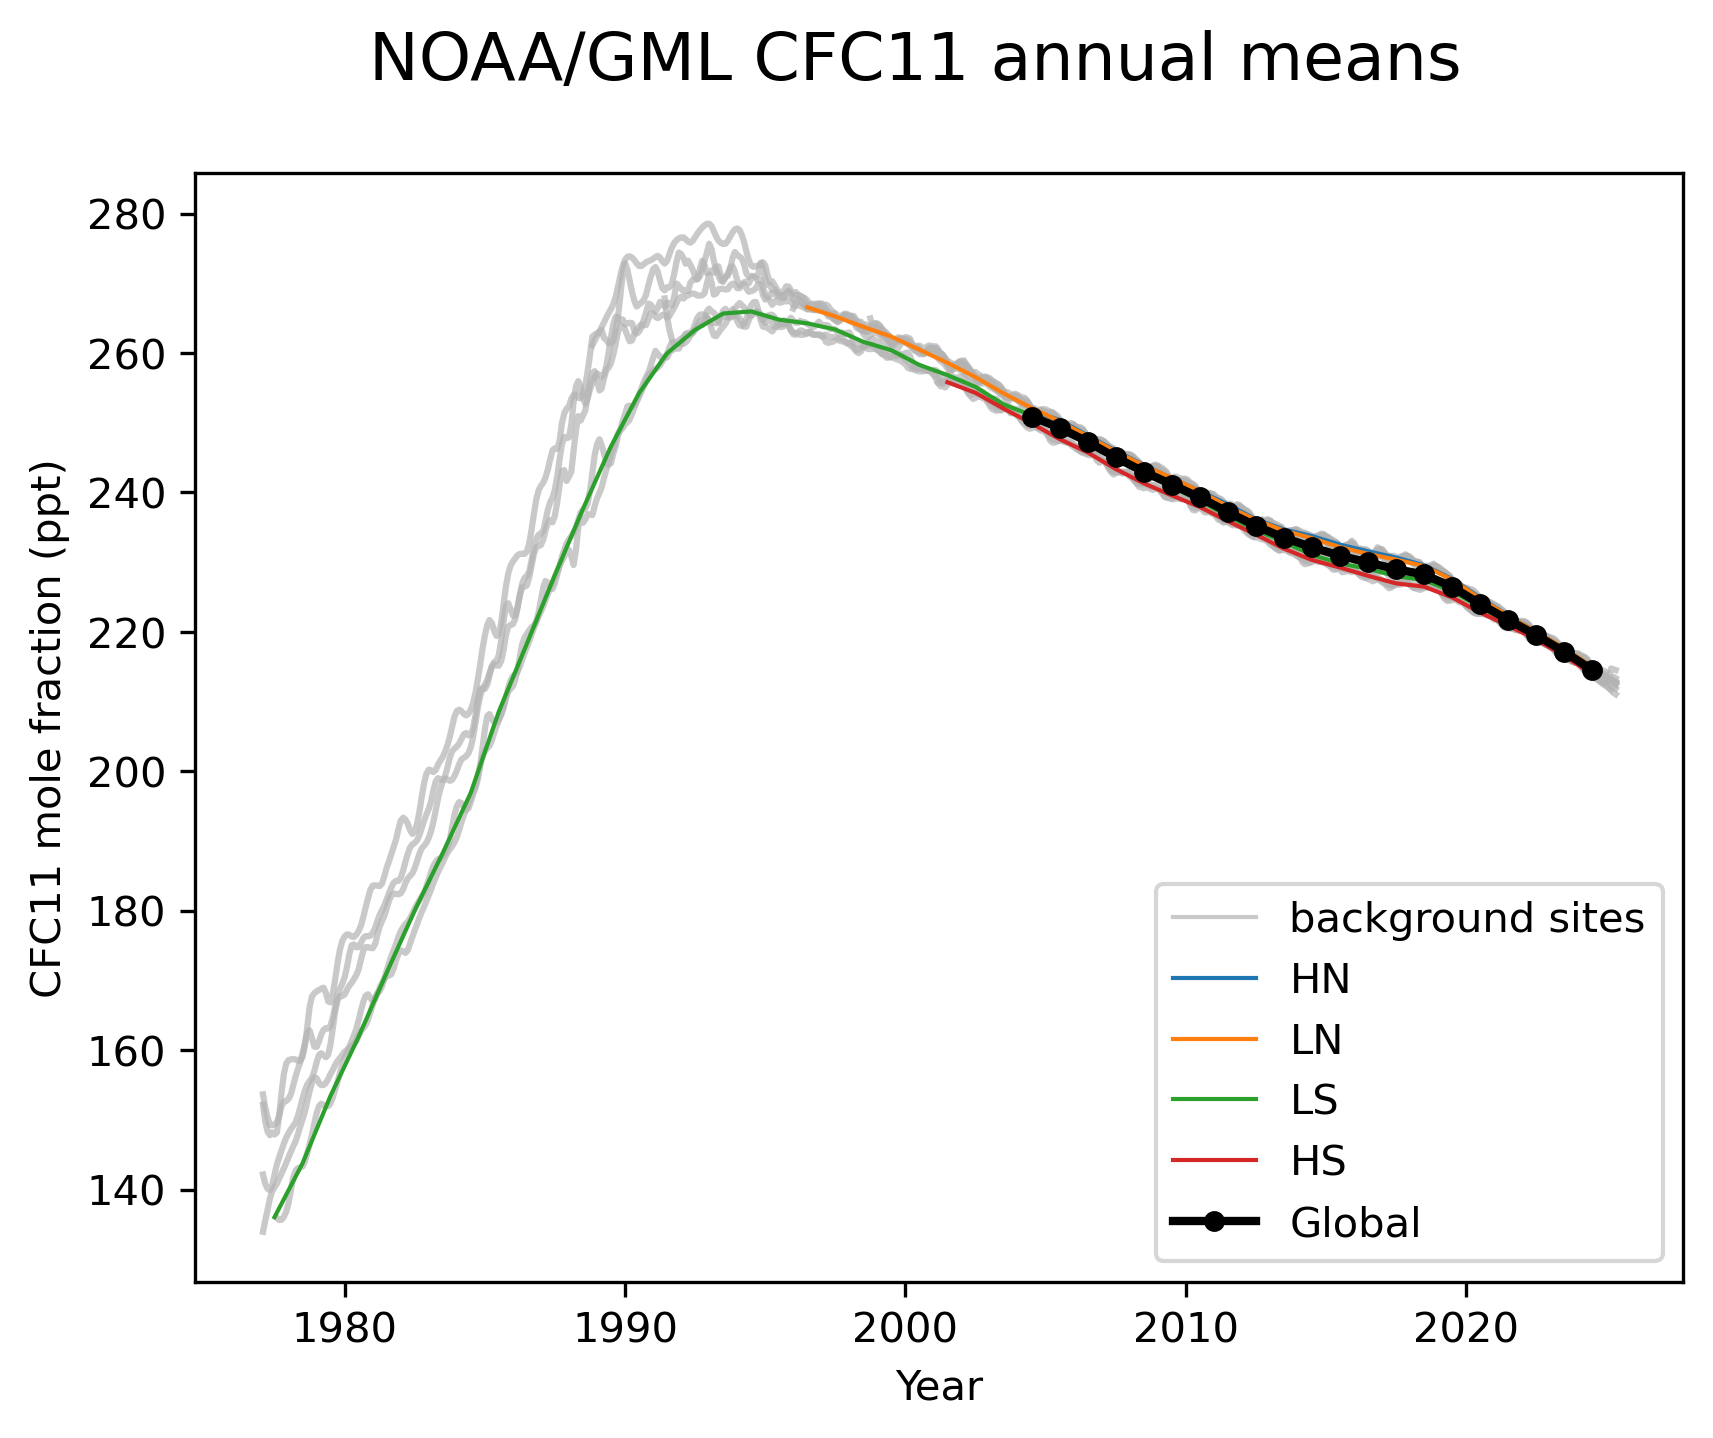 NOAA/GML CFC11 annual means
280
260
240
220
200
180
160
140
CFC11 mole fraction (ppt)
1980
1990
2000
2010
2020
Year
background sites
HN
LN
LS
HS
Global